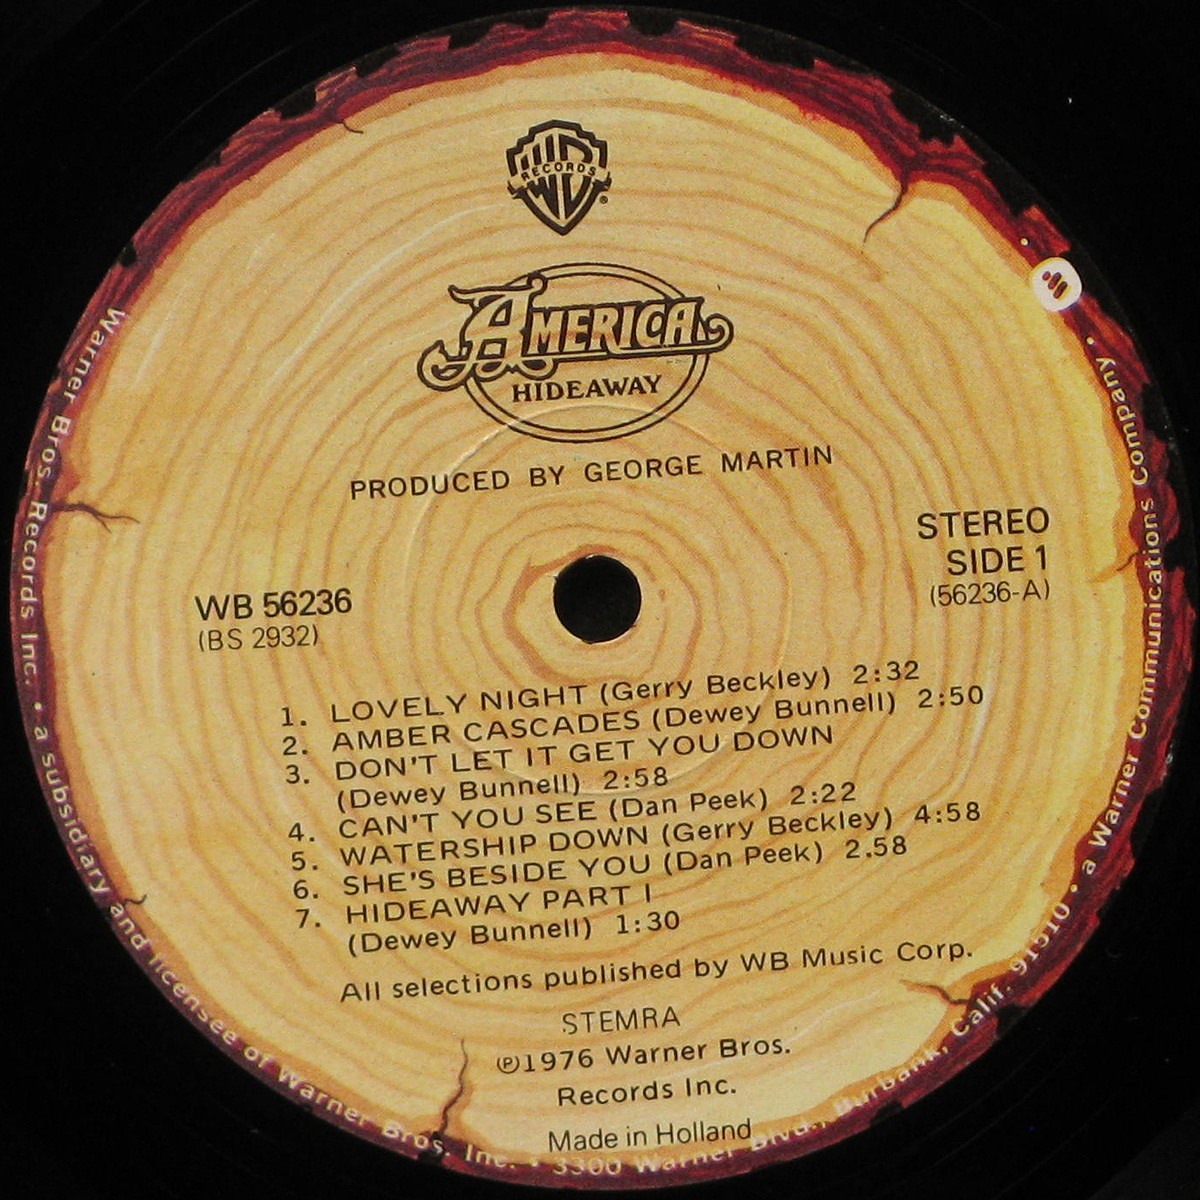 WB
RECORDS
®
AMERICA
HIDEAWAY
PRODUCED BY GEORGE MARTIN
STEREO
SIDE 1
(56236-A)
WB 56236
(BS 2932)
1. LOVELY NIGHT (Gerry Beckley) 2:32
2. AMBER CASCADES (Dewey Bunnell) 2:50
3. DON'T LET IT GET YOU DOWN
(Dewey Bunnell) 2:58
4. CAN'T YOU SEE (Dan Peek) 2:22
5. WATERSHIP DOWN (Gerry Beckley) 4:58
6. SHE'S BESIDE YOU (Dan Peek) 2.58
7. HIDEAWAY PART I
(Dewey Bunnell) 1:30
All selections published by WB Music Corp.
STEMRA
℗1976 Warner Bros.
Records Inc.
Made in Holland
Warner Bros. Records Inc. • a subsidiary and licensee of Warner Bros. Inc. • 3300 Warner Blvd., Burbank, Calif. 91510 • a Warner Communications Company •